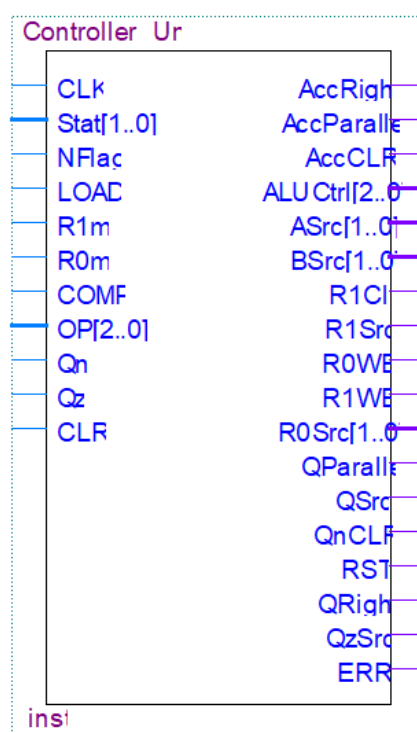 Controller Ur
CLK AccRigh
Stat[1..0] AccParalle
NFlag AccCLR
LOAD ALUCtrl[2..0
R1m ASrc[1..0]
R0m BSrc[1..0
COMP R1Cl
OP[2..0] R1Src
Qn R0WE
Qz R1WE
CLR R0Src[1..0
QParalle
QSrc
QnCLR
RST
QRigh
QzSrc
ERR
inst